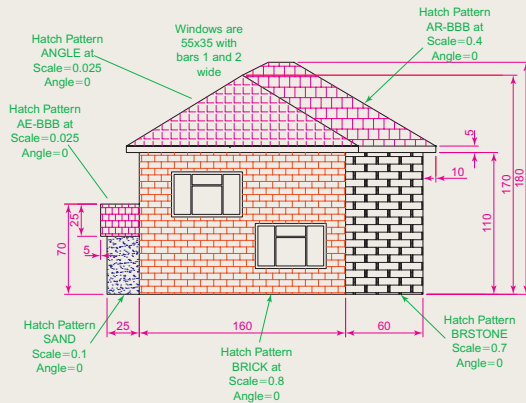 Hatch Pattern
ANGLE at
Scale=0.025
Angle=0
Windows are
55x35 with
bars 1 and 2
wide
Hatch Pattern
AR-BBB at
Scale=0.4
Angle=0
Hatch Pattern
AE-BBB at
Scale=0.025
Angle=0
5
10
25
70
5
110
170
180
25
160
60
Hatch Pattern
SAND
Scale=0.1
Angle=0
Hatch Pattern
BRICK at
Scale=0.8
Angle=0
Hatch Pattern
BRSTONE
Scale=0.7
Angle=0